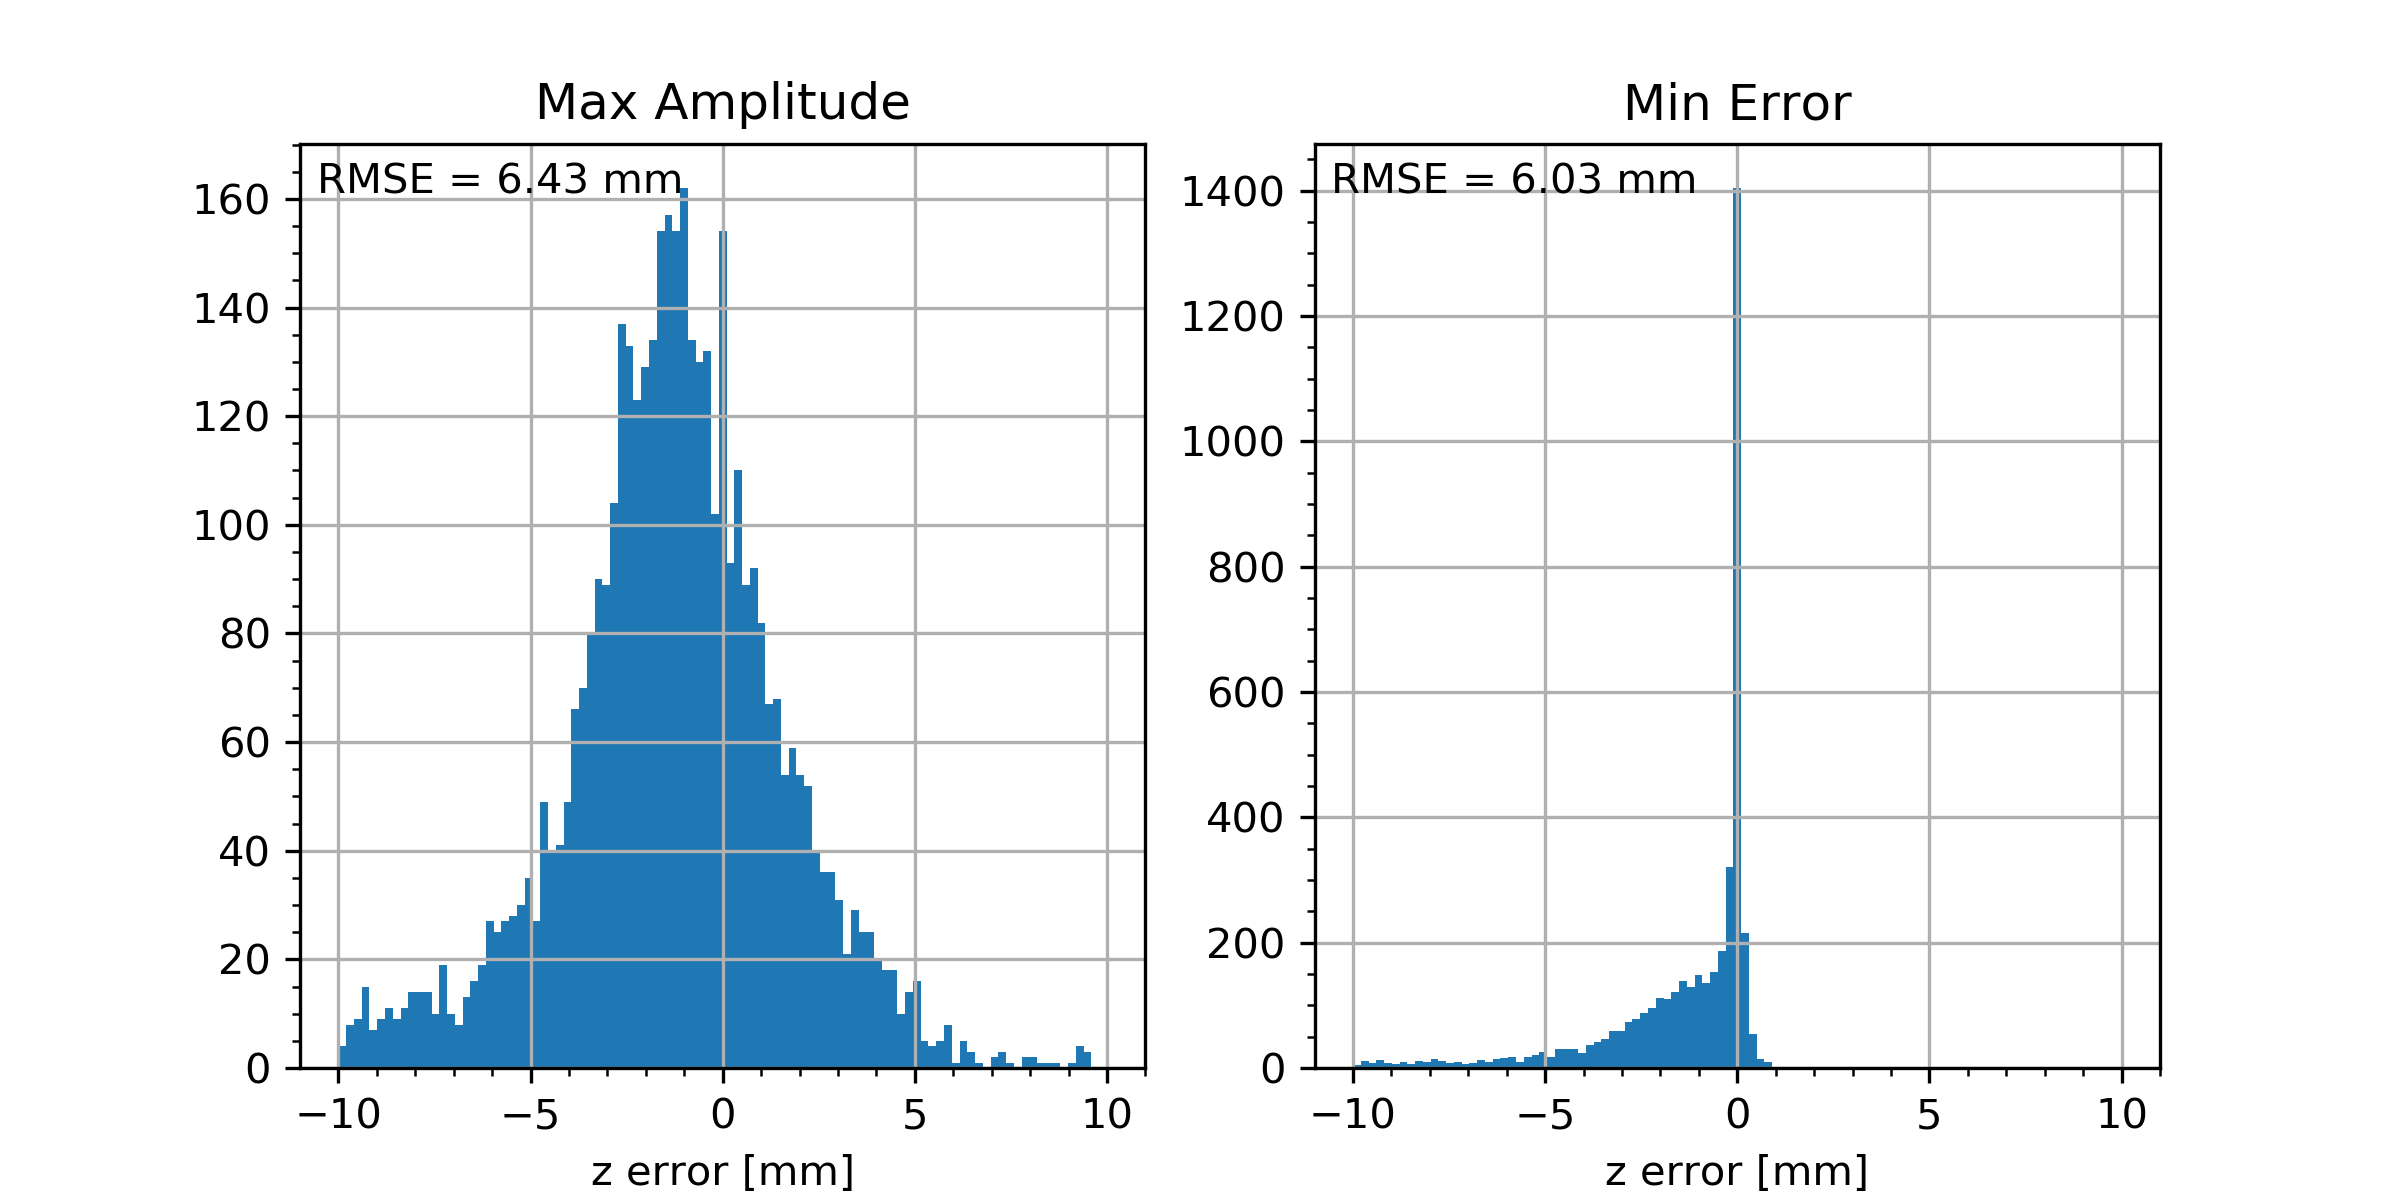 Max Amplitude
RMSE = 6.43 mm
160
140
120
100
80
60
40
20
0
−10 −5 0 5 10
z error [mm]
Min Error
RMSE = 6.03 mm
1400
1200
1000
800
600
400
200
0
−10 −5 0 5 10
z error [mm]